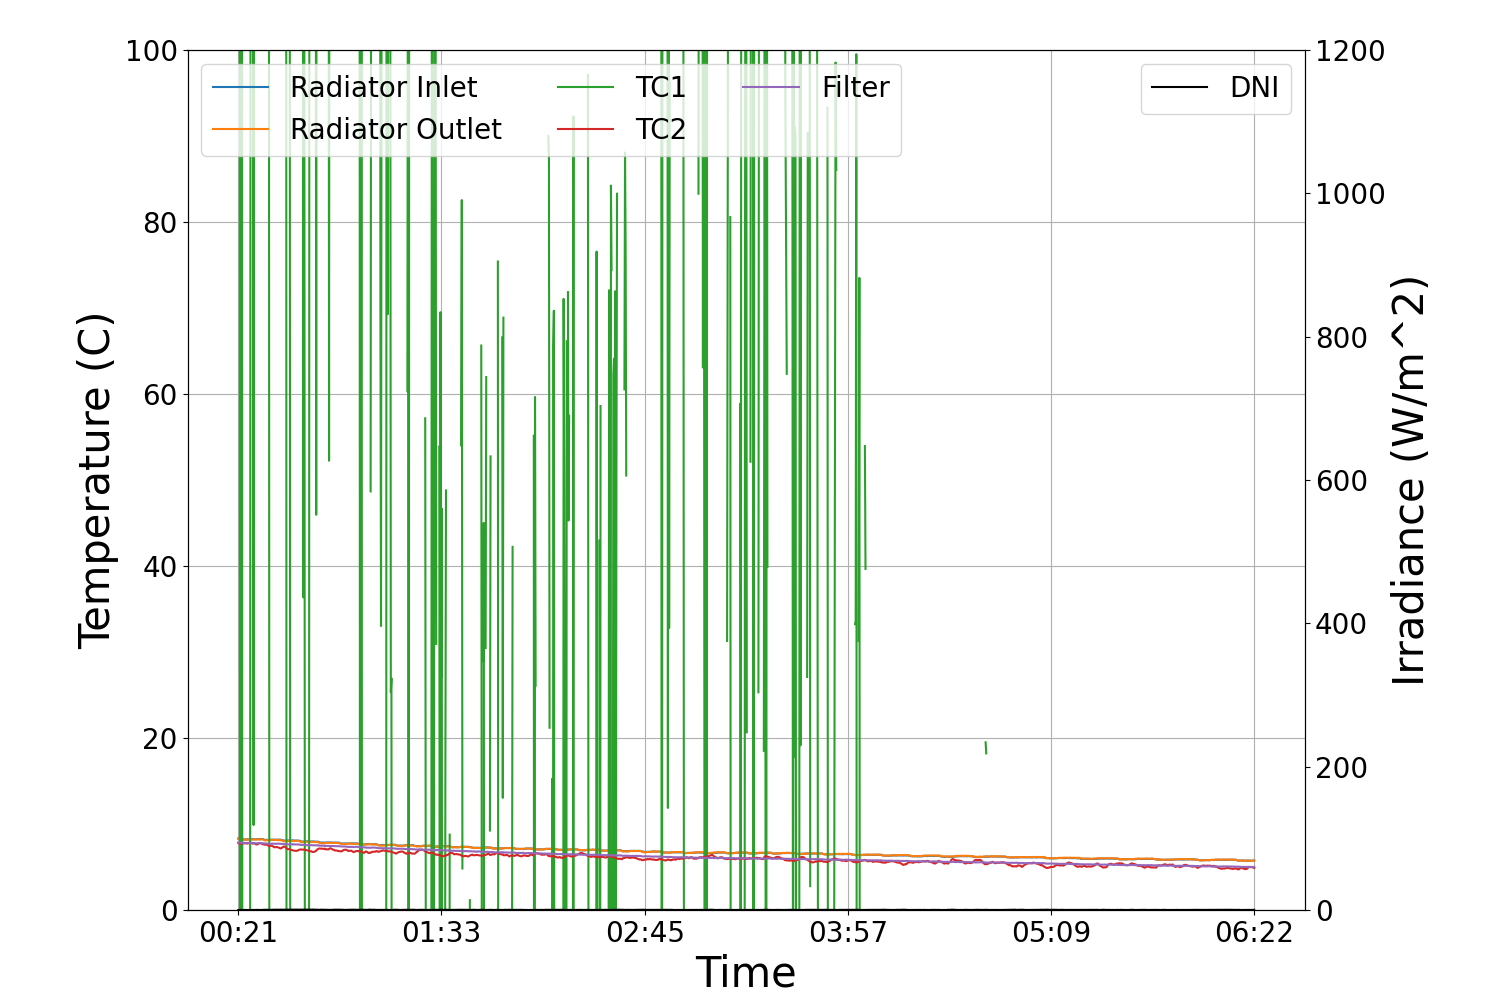 100
80
60
40
20
0
Temperature (C)
Radiator Inlet
Radiator Outlet
TC1
TC2
Filter
DNI
1200
1000
800
600
400
200
0
Irradiance (W/m^2)
00:21
01:33
02:45
03:57
05:09
06:22
Time